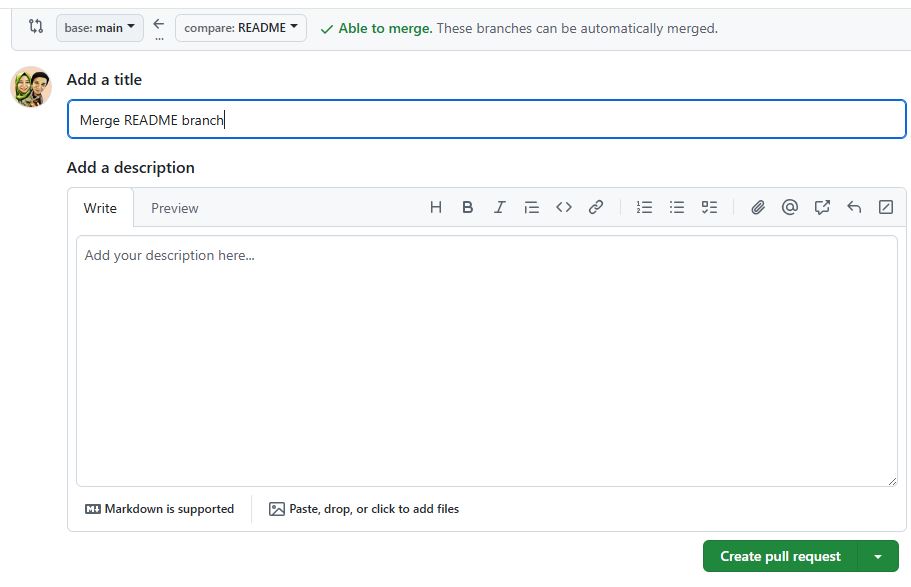 base: main compare: README Able to merge. These branches can be automatically merged.
Add a title
Merge README branch
Add a description
Write Preview
Add your description here...
Markdown is supported Paste, drop, or click to add files
Create pull request